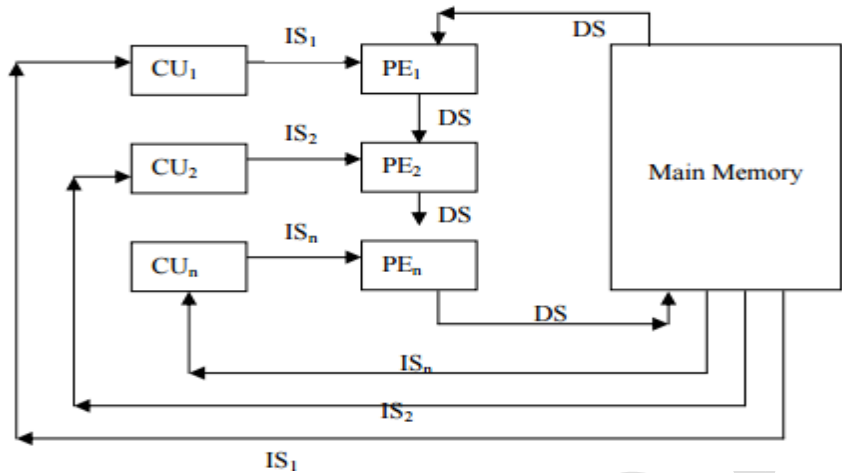 IS₁
DS
CU₁
PE₁
DS
IS₂
CU₂
PE₂
Main Memory
DS
ISₙ
CUₙ
PEₙ
DS
ISₙ
IS₂
IS₁